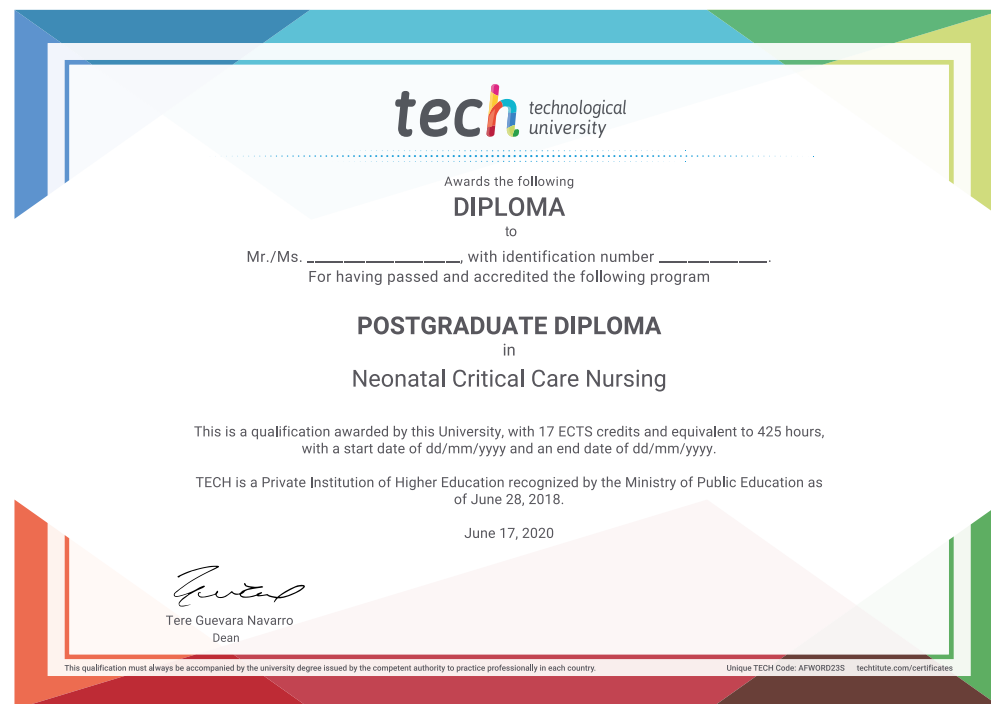 tech technological
university
Awards the following
DIPLOMA
to
Mr./Ms. ________________, with identification number ____________.
For having passed and accredited the following program
POSTGRADUATE DIPLOMA
in
Neonatal Critical Care Nursing
This is a qualification awarded by this University, with 17 ECTS credits and equivalent to 425 hours,
with a start date of dd/mm/yyyy and an end date of dd/mm/yyyy.
TECH is a Private Institution of Higher Education recognized by the Ministry of Public Education as
of June 28, 2018.
June 17, 2020
Tere Guevara Navarro
Dean
This qualification must always be accompanied by the university degree issued by the competent authority to practice professionally in each country.
Unique TECH Code: AFWORD23S techtitute.com/certificates